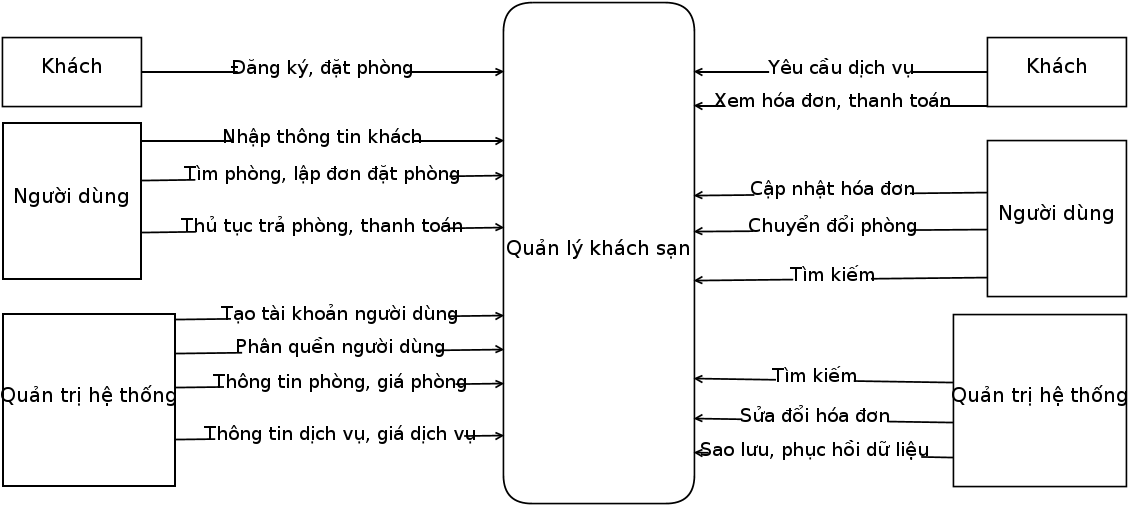 Khách
Đăng ký, đặt phòng
Người dùng
Nhập thông tin khách
Tìm phòng, lập đơn đặt phòng
Thủ tục trả phòng, thanh toán
Quản trị hệ thống
Tạo tài khoản người dùng
Phân quền người dùng
Thông tin phòng, giá phòng
Thông tin dịch vụ, giá dịch vụ
Quản lý khách sạn
Yêu cầu dịch vụ
Xem hóa đơn, thanh toán
Khách
Cập nhật hóa đơn
Chuyển đổi phòng
Tìm kiếm
Người dùng
Tìm kiếm
Sửa đổi hóa đơn
Sao lưu, phục hồi dữ liệu
Quản trị hệ thống